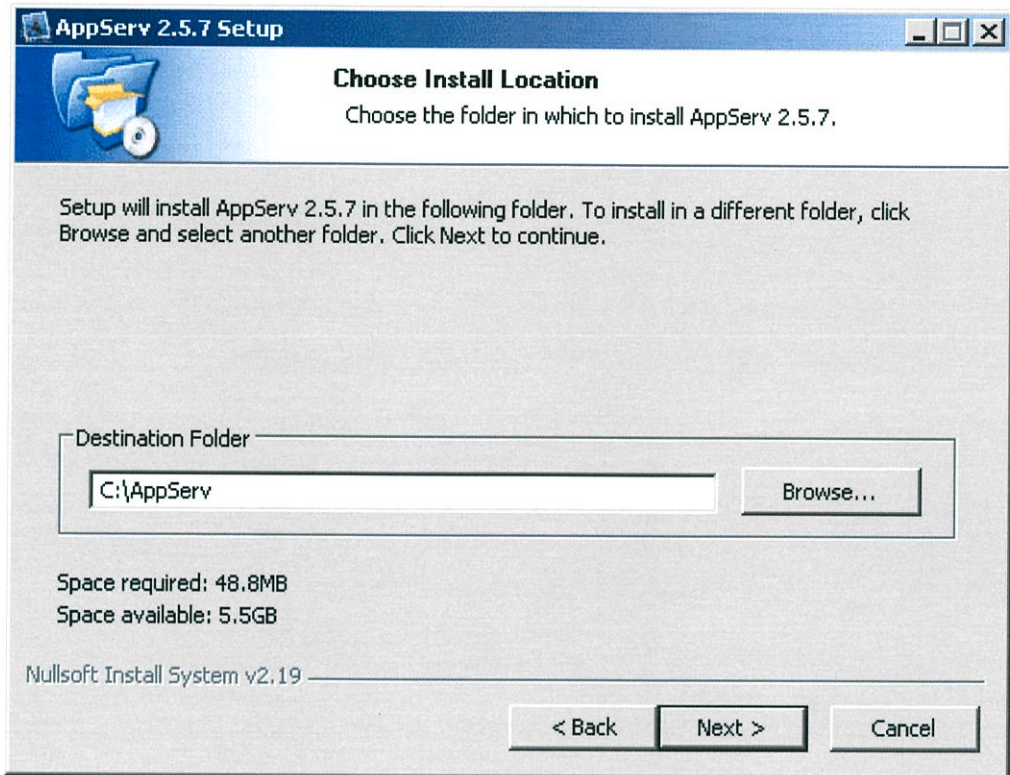 AppServ 2.5.7 Setup
Choose Install Location
Choose the folder in which to install AppServ 2.5.7.
Setup will install AppServ 2.5.7 in the following folder. To install in a different folder, click
Browse and select another folder. Click Next to continue.
Destination Folder
C:\AppServ
Browse...
Space required: 48.8MB
Space available: 5.5GB
Nullsoft Install System v2.19
< Back
Next >
Cancel